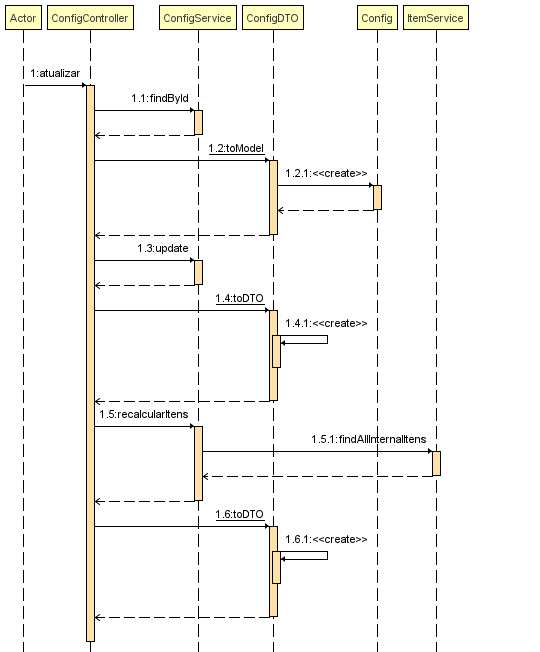 Actor ConfigController ConfigService ConfigDTO Config ItemService
1:atualizar
1.1:findById
1.2:toModel
1.2.1:<<create>>
1.3:update
1.4:toDTO
1.4.1:<<create>>
1.5:recalcularItens
1.5.1:findAllInternalItens
1.6:toDTO
1.6.1:<<create>>